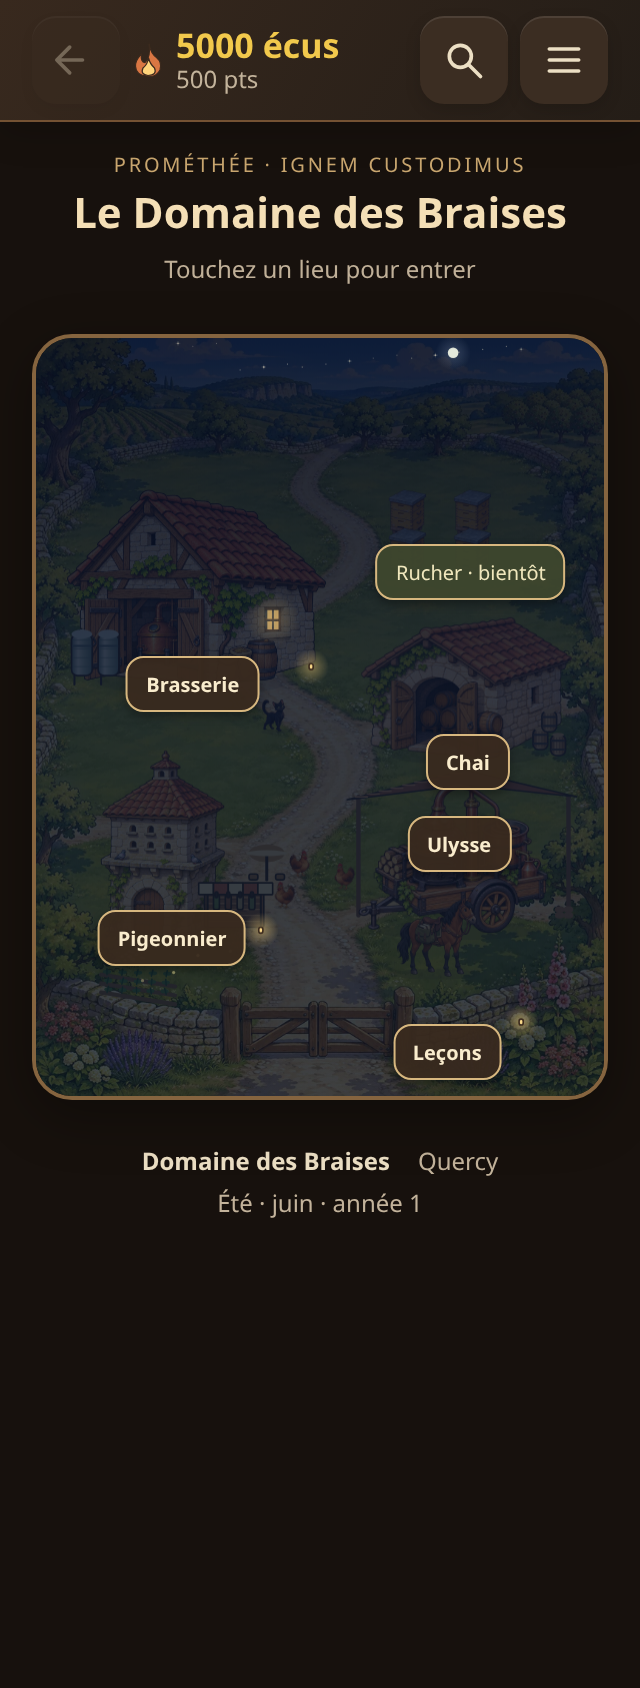 5000 écus
500 pts
PROMÉTHÉE · IGNEM CUSTODIMUS
Le Domaine des Braises
Touchez un lieu pour entrer
Rucher · bientôt
Brasserie
Chai
Ulysse
Pigeonnier
Leçons
Domaine des Braises Quercy
Été · juin · année 1